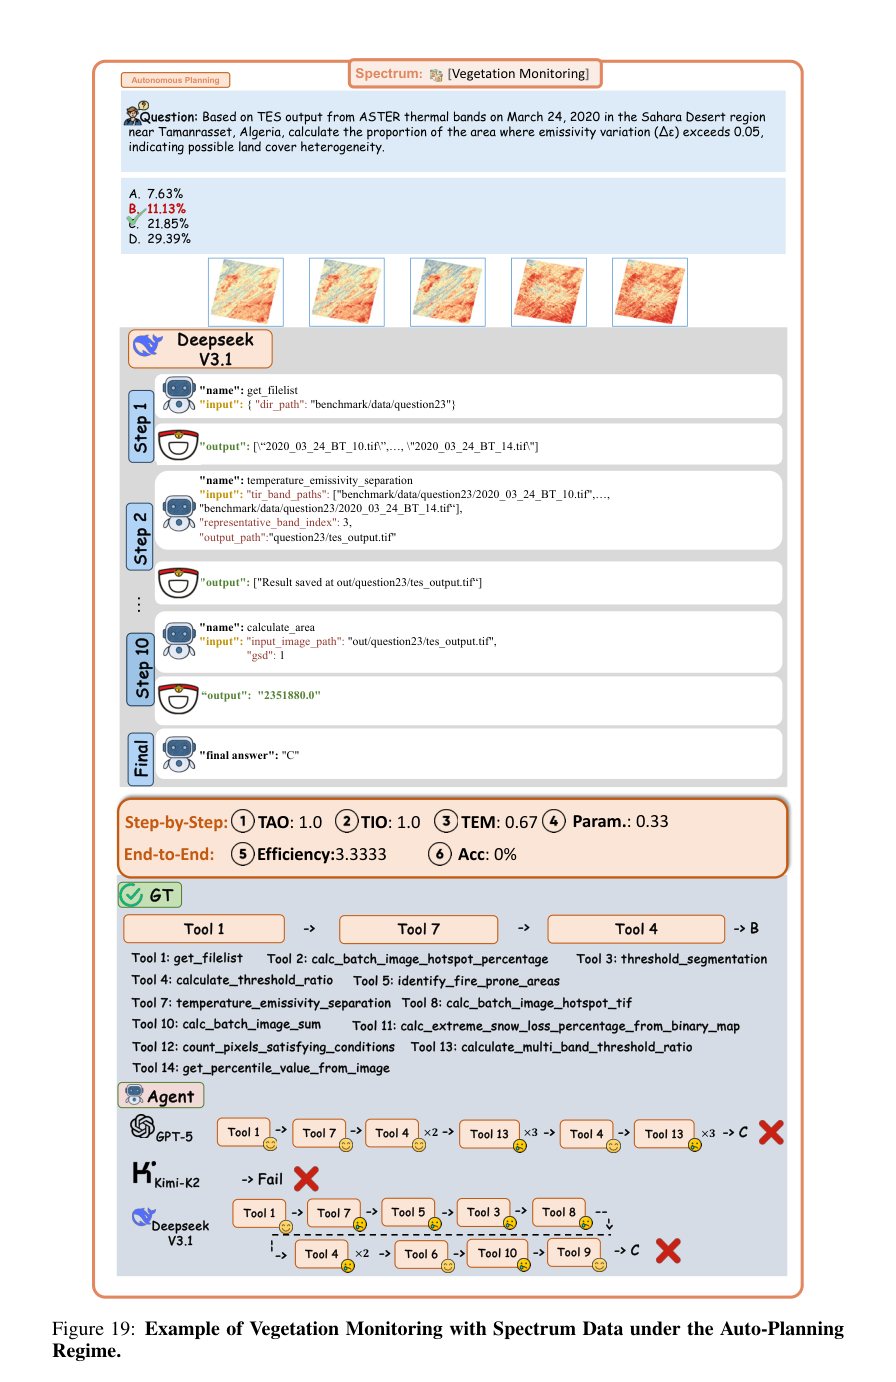 Autonomous Planning
Spectrum: [Vegetation Monitoring]
Question: Based on TES output from ASTER thermal bands on March 24, 2020 in the Sahara Desert region
near Tamanrasset, Algeria, calculate the proportion of the area where emissivity variation (Δε) exceeds 0.05,
indicating possible land cover heterogeneity.
A. 7.63%
B. 11.13%
C. 21.85%
D. 29.39%
Deepseek
V3.1
Step 1
"name": get_filelist
"input": { "dir_path": "benchmark/data/question23"}
"output": [\“2020_03_24_BT_10.tif\”,…, \"2020_03_24_BT_14.tif\"]
Step 2
"name": temperature_emissivity_separation
"input": "tir_band_paths": ["benchmark/data/question23/2020_03_24_BT_10.tif",…,
"benchmark/data/question23/2020_03_24_BT_14.tif“],
"representative_band_index": 3,
"output_path":"question23/tes_output.tif"
"output": ["Result saved at out/question23/tes_output.tif“]
...
Step 10
"name": calculate_area
"input": "input_image_path": "out/question23/tes_output.tif",
"gsd": 1
“output": "2351880.0"
Final
"final answer": "C"
Step-by-Step: 1 TAO: 1.0 2 TIO: 1.0 3 TEM: 0.67 4 Param.: 0.33
End-to-End: 5 Efficiency:3.3333 6 Acc: 0%
GT
Tool 1 -> Tool 7 -> Tool 4 -> B
Tool 1: get_filelist Tool 2: calc_batch_image_hotspot_percentage Tool 3: threshold_segmentation
Tool 4: calculate_threshold_ratio Tool 5: identify_fire_prone_areas
Tool 7: temperature_emissivity_separation Tool 8: calc_batch_image_hotspot_tif
Tool 10: calc_batch_image_sum Tool 11: calc_extreme_snow_loss_percentage_from_binary_map
Tool 12: count_pixels_satisfying_conditions Tool 13: calculate_multi_band_threshold_ratio
Tool 14: get_percentile_value_from_image
Agent
GPT-5 Tool 1 -> Tool 7 -> Tool 4 ×2 -> Tool 13 ×3 -> Tool 4 -> Tool 13 ×3 -> C
Kimi-K2 -> Fail
Deepseek
V3.1
Tool 1 -> Tool 7 -> Tool 5 -> Tool 3 -> Tool 8
-> Tool 4 ×2 -> Tool 6 -> Tool 10 -> Tool 9 -> C
Figure 19: Example of Vegetation Monitoring with Spectrum Data under the Auto-Planning
Regime.